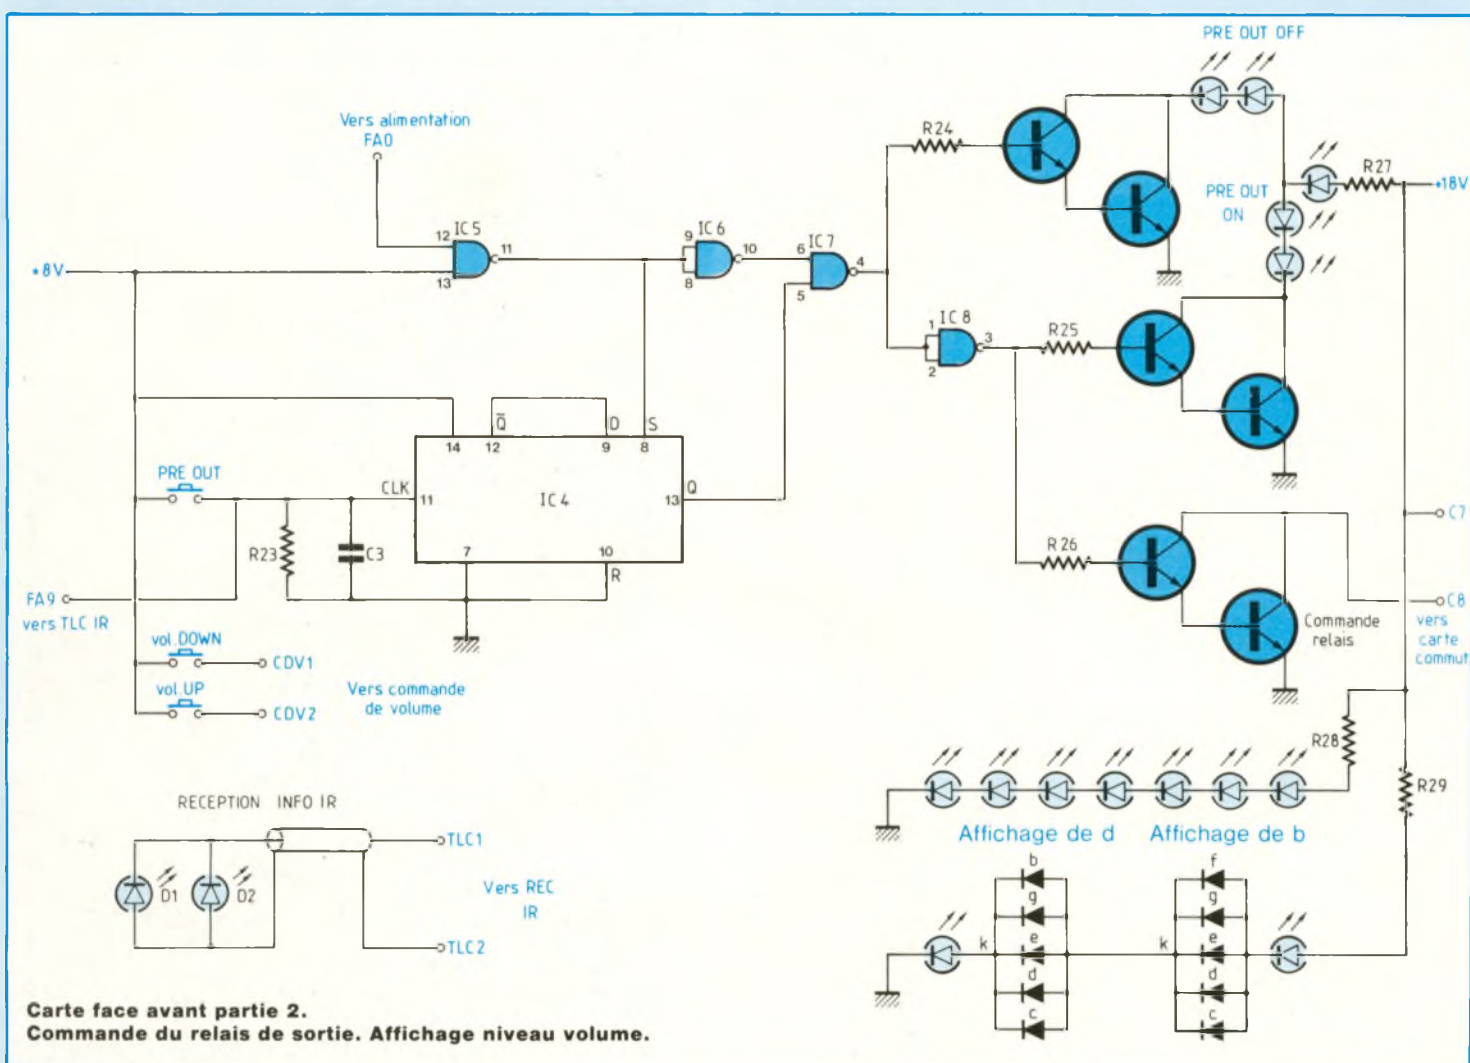 PRE OUT OFF
Vers alimentation
FA0
R24
R27
+18V
PRE OUT
ON
12
IC5
11
13
+8V
9
IC6
10
8
6
IC7
4
5
1
IC8
3
2
R25
14
Q̅
12
D
9
S
8
PRE OUT
CLK
11
IC4
13
Q
R23
C3
7
10
R
R26
C7
FA9
vers TLC IR
C8
vers
carte
commut
Commande
relais
vol.DOWN
CDV1
vol.UP
CDV2
Vers commande
de volume
R28
R29
RECEPTION INFO IR
TLC1
D1
D2
Vers REC
IR
TLC2
Affichage de d
Affichage de b
b
g
e
k
d
c
f
g
e
k
d
c
Carte face avant partie 2.
Commande du relais de sortie. Affichage niveau volume.